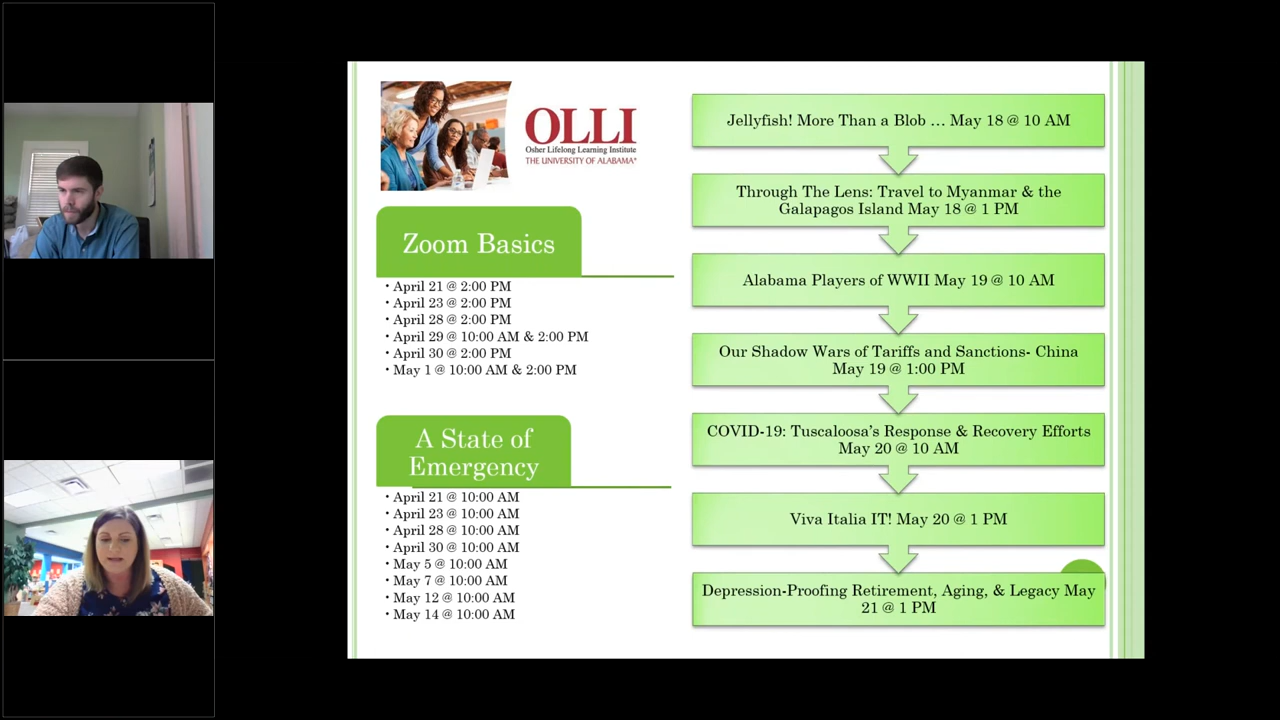 OLLI
Osher Lifelong Learning Institute
THE UNIVERSITY OF ALABAMA®
Zoom Basics
• April 21 @ 2:00 PM
• April 23 @ 2:00 PM
• April 28 @ 2:00 PM
• April 29 @ 10:00 AM & 2:00 PM
• April 30 @ 2:00 PM
• May 1 @ 10:00 AM & 2:00 PM
A State of
Emergency
• April 21 @ 10:00 AM
• April 23 @ 10:00 AM
• April 28 @ 10:00 AM
• April 30 @ 10:00 AM
• May 5 @ 10:00 AM
• May 7 @ 10:00 AM
• May 12 @ 10:00 AM
• May 14 @ 10:00 AM
Jellyfish! More Than a Blob … May 18 @ 10 AM
Through The Lens: Travel to Myanmar & the
Galapagos Island May 18 @ 1 PM
Alabama Players of WWII May 19 @ 10 AM
Our Shadow Wars of Tariffs and Sanctions- China
May 19 @ 1:00 PM
COVID-19: Tuscaloosa’s Response & Recovery Efforts
May 20 @ 10 AM
Viva Italia IT! May 20 @ 1 PM
Depression-Proofing Retirement, Aging, & Legacy May
21 @ 1 PM